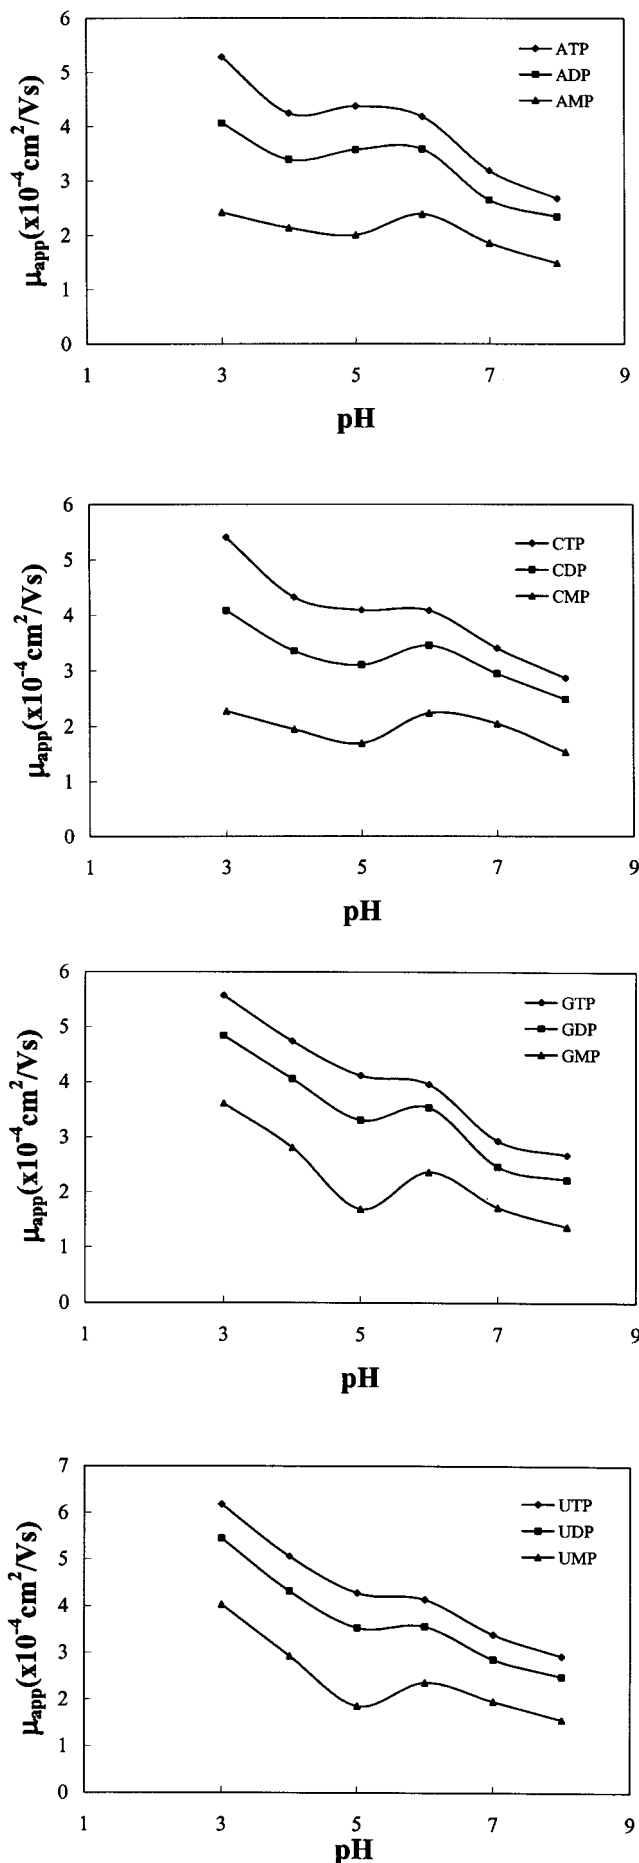 6
5
4
3
2
1
0
μapp(x10⁻⁴cm²/Vs)
ATP
ADP
AMP
1 3 5 7 9
pH
6
5
4
3
2
1
0
μapp(x10⁻⁴cm²/Vs)
CTP
CDP
CMP
1 3 5 7 9
pH
6
5
4
3
2
1
0
μapp(x10⁻⁴cm²/Vs)
GTP
GDP
GMP
1 3 5 7 9
pH
7
6
5
4
3
2
1
0
μapp(x10⁻⁴cm²/Vs)
UTP
UDP
UMP
1 3 5 7 9
pH